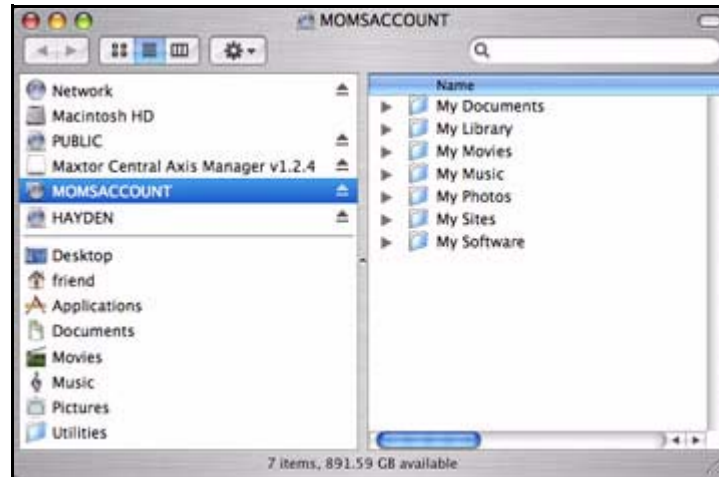 MOMSACCOUNT
Network
Macintosh HD
PUBLIC
Maxtor Central Axis Manager v1.2.4
MOMSACCOUNT
HAYDEN
Desktop
friend
Applications
Documents
Movies
Music
Pictures
Utilities
Name
My Documents
My Library
My Movies
My Music
My Photos
My Sites
My Software
7 items, 891.59 GB available